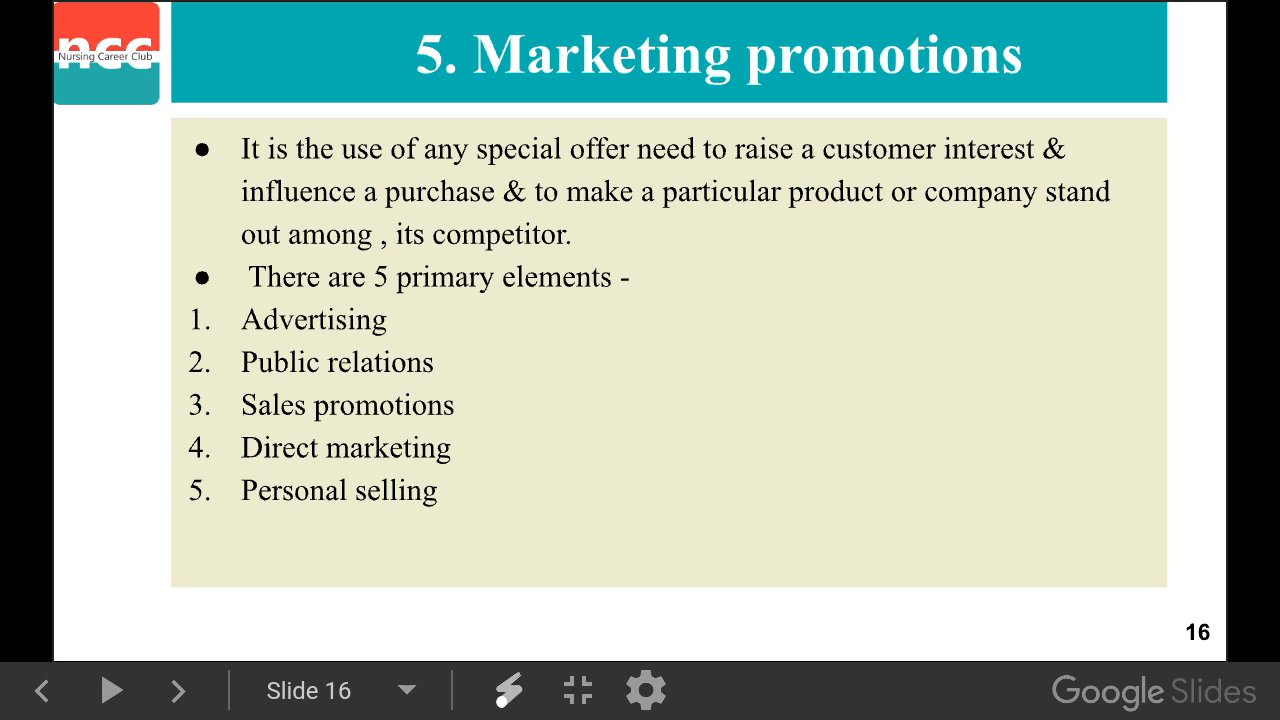 ncc
Nursing Career Club
5. Marketing promotions
● It is the use of any special offer need to raise a customer interest &
influence a purchase & to make a particular product or company stand
out among , its competitor.
● There are 5 primary elements -
1. Advertising
2. Public relations
3. Sales promotions
4. Direct marketing
5. Personal selling
16
Slide 16
Google Slides